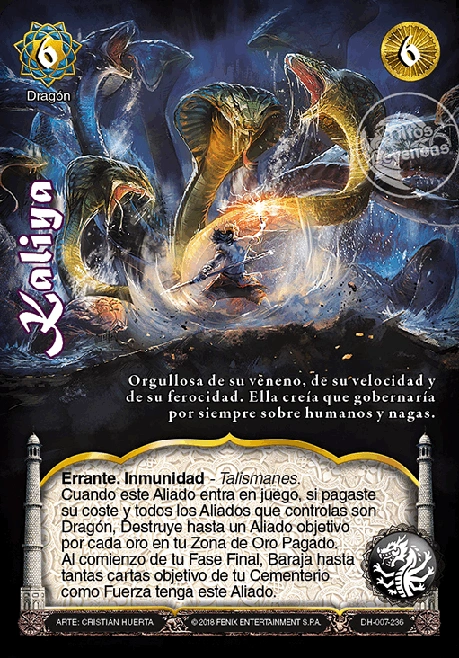 6
6
Dragón
Mitos
Leyendas
Kaliya
Orgullosa de su veneno, de su velocidad y
de su ferocidad. Ella creía que gobernaría
por siempre sobre humanos y nagas.
Errante. Inmunidad - Talismanes.
Cuando este Aliado entra en juego, si pagaste
su coste y todos los Aliados que controlas son
Dragón, Destruye hasta un Aliado objetivo
por cada oro en tu Zona de Oro Pagado.
Al comienzo de tu Fase Final, Baraja hasta
tantas cartas objetivo de tu Cementerio
como Fuerza tenga este Aliado.
ARTE: CRISTIAN HUERTA © 2018 FENIX ENTERTAINMENT S.P.A. DH-007-236